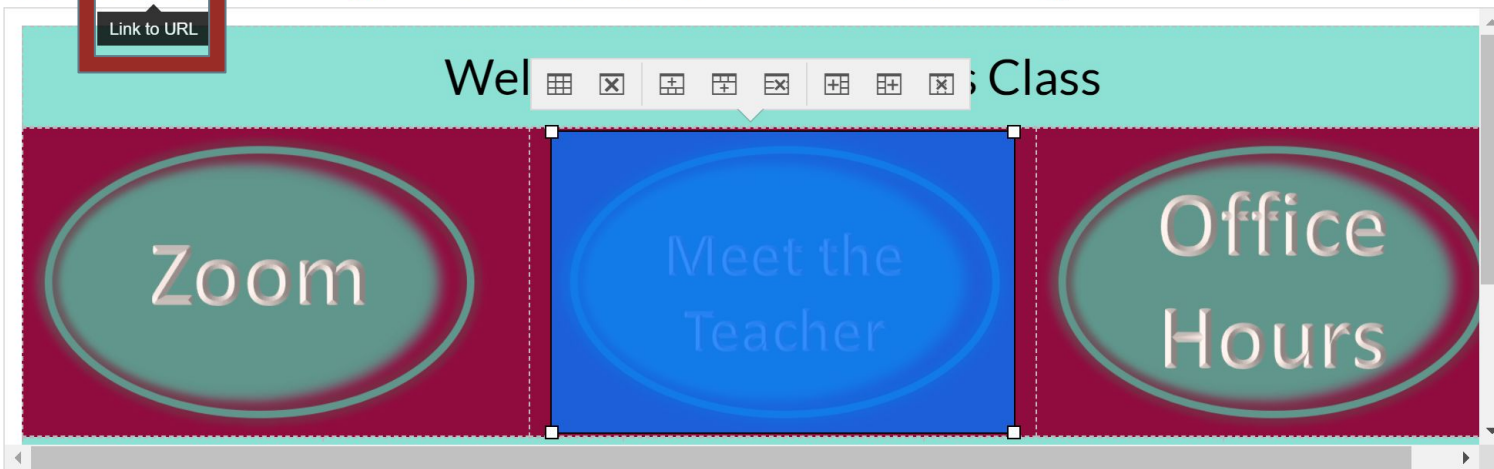 Link to URL
Wel s Class
Zoom
Meet the
Teacher
Office
Hours